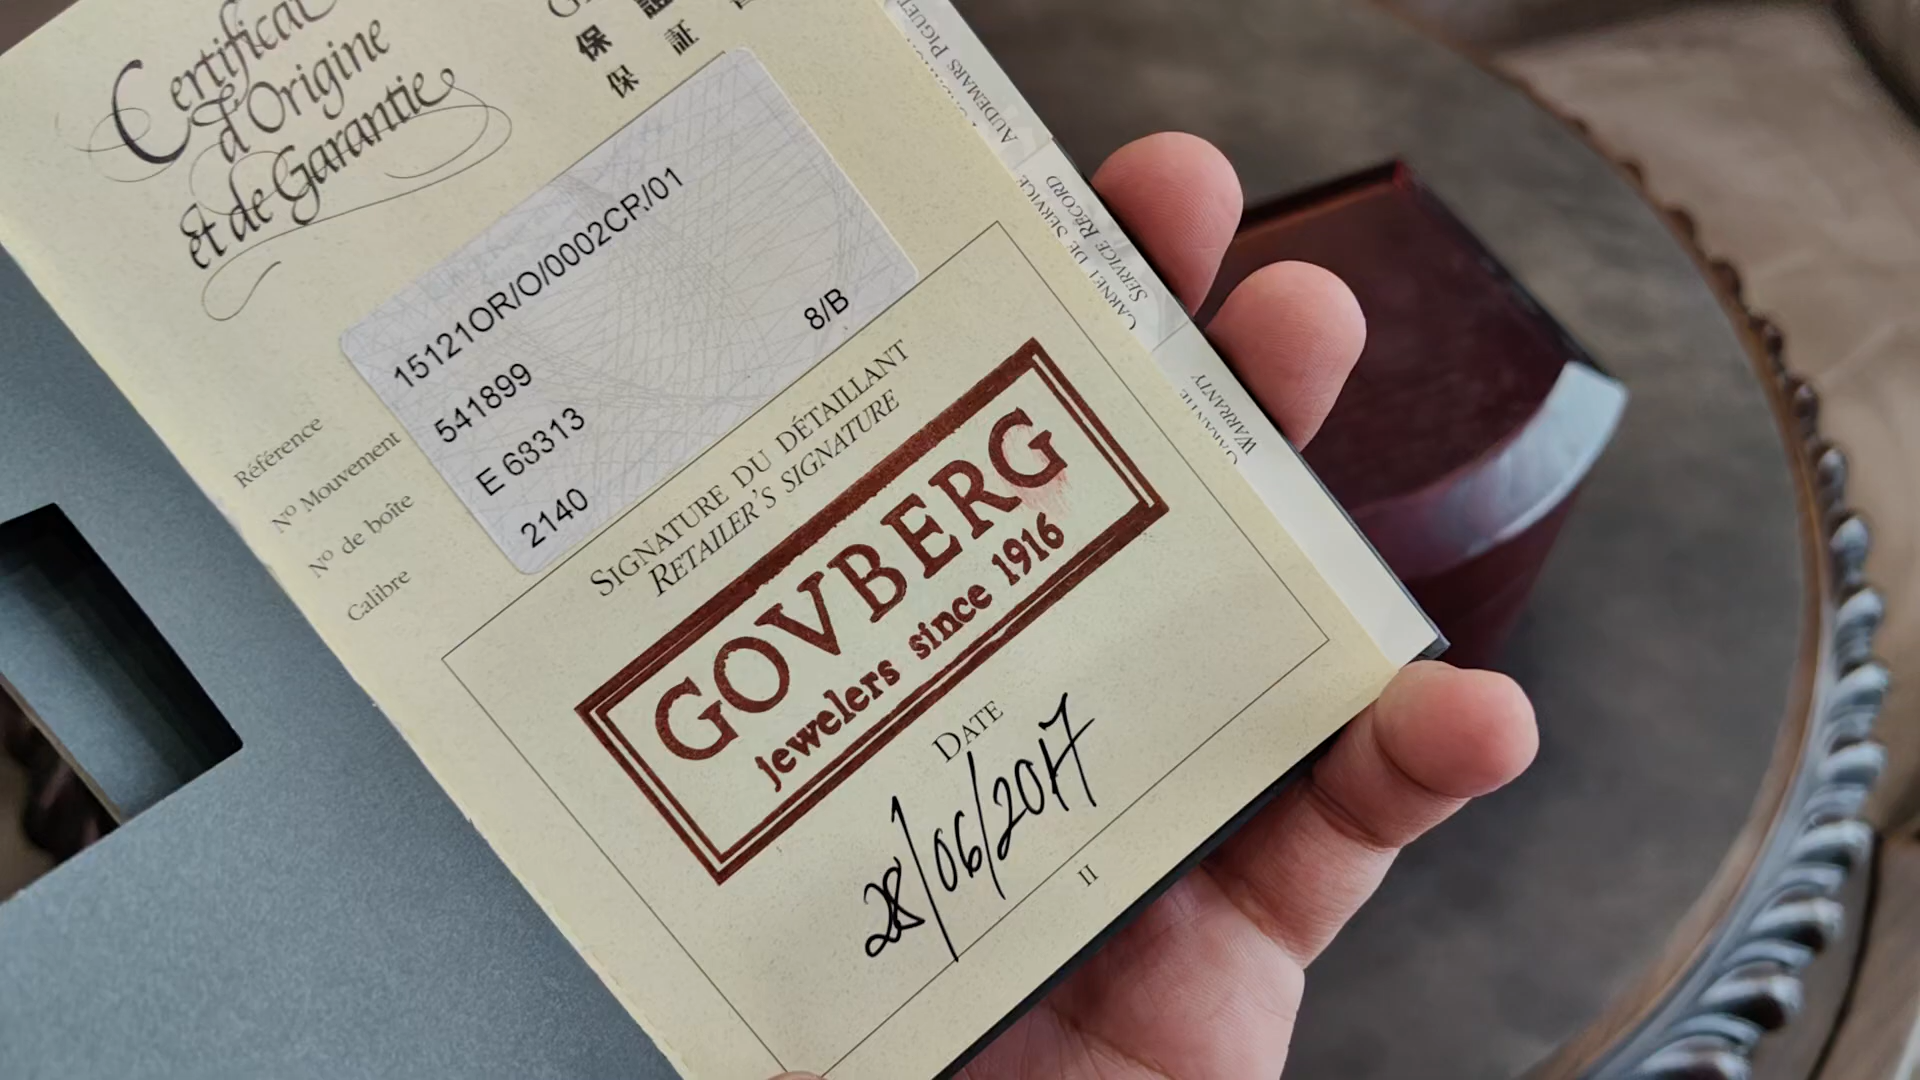 Certificat
d'Origine
et de Garantie
保
保 証
Référence
Nº Mouvement
Nº de boîte
Calibre
15121OR/O/0002CR/01
541899 8/B
E 68313
2140
SIGNATURE DU DÉTAILLANT
RETAILER'S SIGNATURE
GOVBERG
jewelers since 1916
DATE
28/06/2017
II
AUDEMARS PIGUET
CARNET DE SERVICE
SERVICE RECORD
WARRANTY